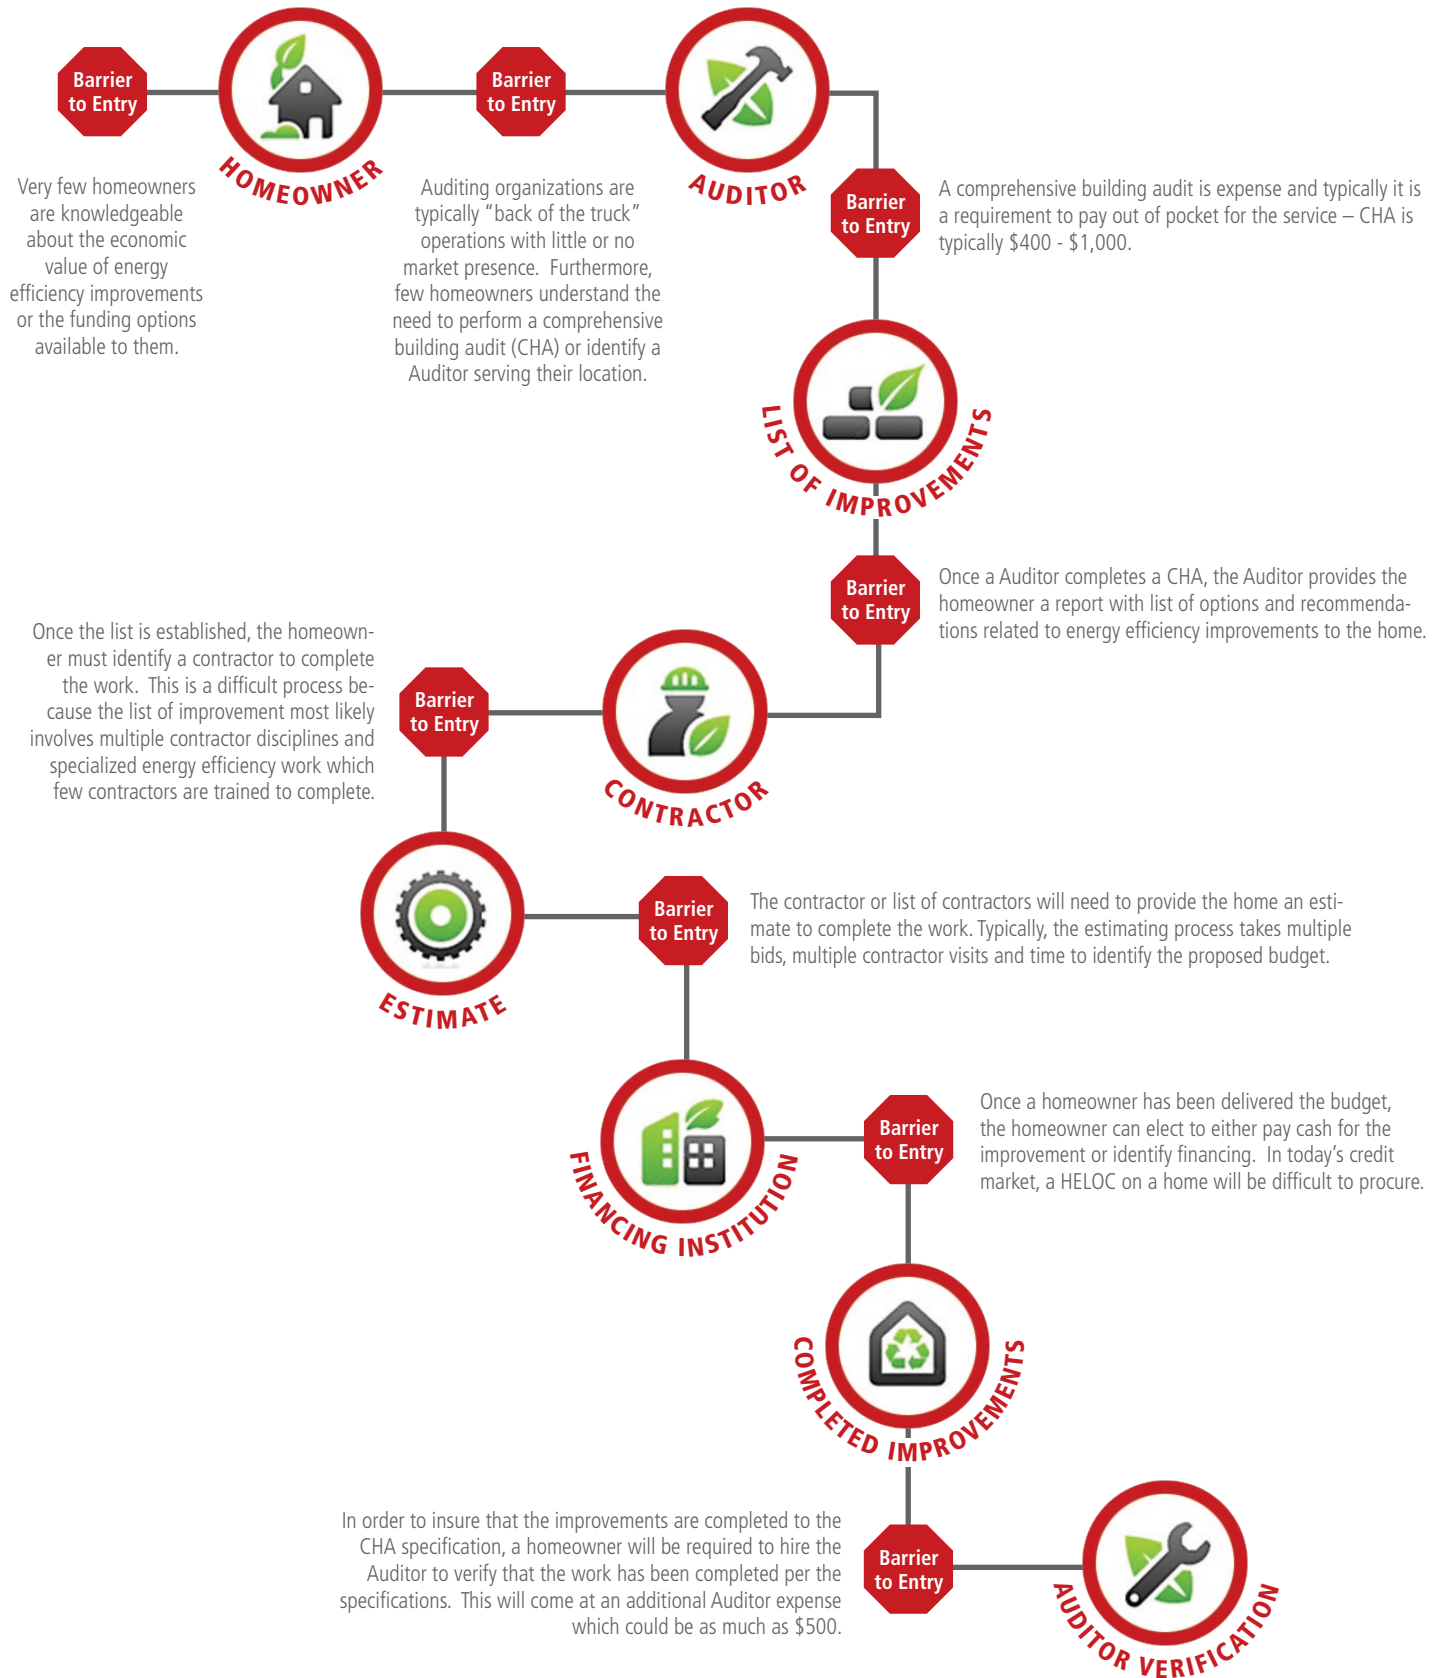 Barrier
to Entry
HOMEOWNER
Very few homeowners
are knowledgeable
about the economic
value of energy
efficiency improvements
or the funding options
available to them.
Barrier
to Entry
Auditing organizations are
typically “back of the truck”
operations with little or no
market presence.  Furthermore,
few homeowners understand the
need to perform a comprehensive
building audit (CHA) or identify a
Auditor serving their location.
AUDITOR
Barrier
to Entry
A comprehensive building audit is expense and typically it is
a requirement to pay out of pocket for the service – CHA is
typically $400 - $1,000.
LIST OF IMPROVEMENTS
Barrier
to Entry
Once a Auditor completes a CHA, the Auditor provides the
homeowner a report with list of options and recommenda-
tions related to energy efficiency improvements to the home.
CONTRACTOR
Barrier
to Entry
Once the list is established, the homeown-
er must identify a contractor to complete
the work.  This is a difficult process be-
cause the list of improvement most likely
involves multiple contractor disciplines and
specialized energy efficiency work which
few contractors are trained to complete.
ESTIMATE
Barrier
to Entry
The contractor or list of contractors will need to provide the home an esti-
mate to complete the work. Typically, the estimating process takes multiple
bids, multiple contractor visits and time to identify the proposed budget.
FINANCING INSTITUTION
Barrier
to Entry
Once a homeowner has been delivered the budget,
the homeowner can elect to either pay cash for the
improvement or identify financing.  In today’s credit
market, a HELOC on a home will be difficult to procure.
COMPLETED IMPROVEMENTS
Barrier
to Entry
In order to insure that the improvements are completed to the
CHA specification, a homeowner will be required to hire the
Auditor to verify that the work has been completed per the
specifications.  This will come at an additional Auditor expense
which could be as much as $500.
AUDITOR VERIFICATION